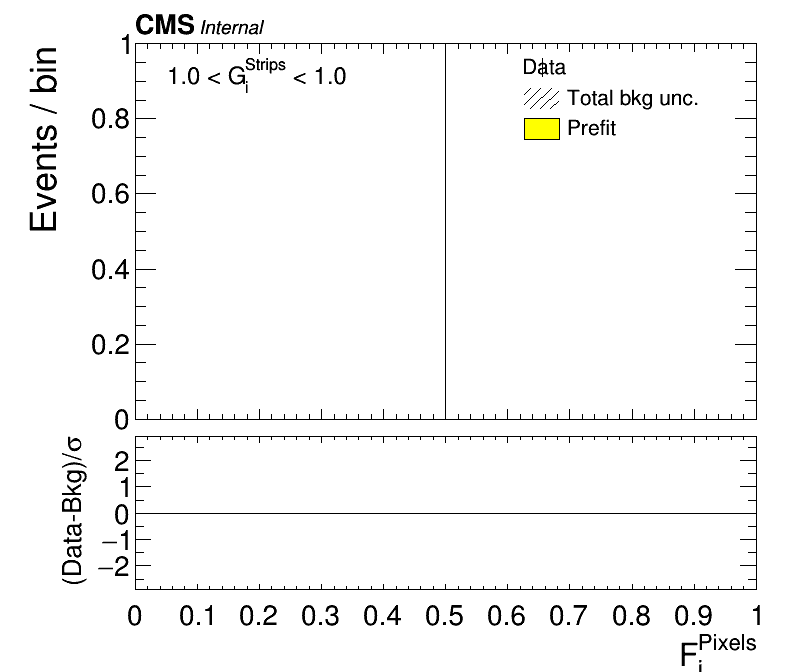 CMS Internal
Events / bin
1
0.8
0.6
0.4
0.2
0
1.0 < G_i^Strips < 1.0
Data
Total bkg unc.
Prefit
(Data-Bkg)/σ
2
1
0
−1
−2
0 0.1 0.2 0.3 0.4 0.5 0.6 0.7 0.8 0.9 1
F_i^Pixels